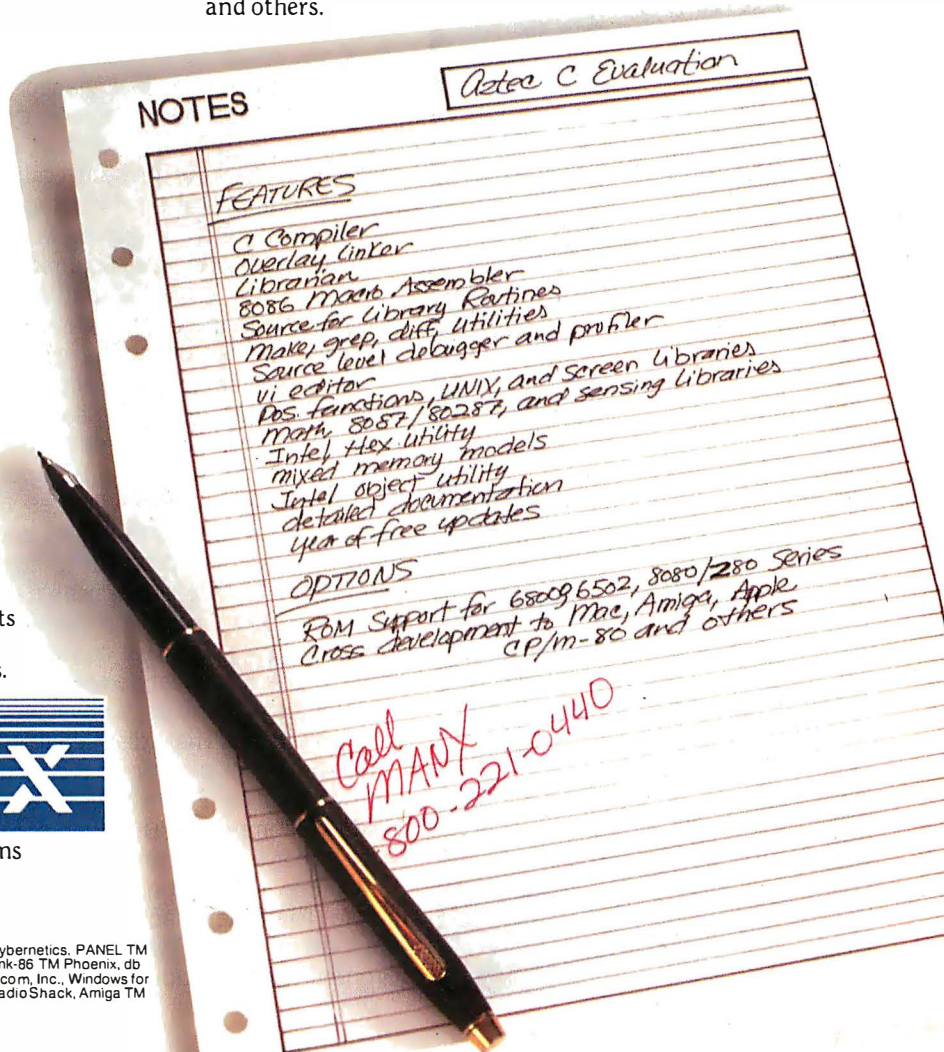 and others.
NOTES
Aztec C Evaluation
FEATURES
C Compiler
Overlay Linker
Librarian
8086 Macro Assembler
Source for Library Routines
Make, grep, diff, utilities
Source level debugger and profiler
vi editor
Dos functions, UNIX, and screen Libraries
math, 8087/80287, and sensing Libraries
Intel Hex utility
mixed memory models
Intel object utility
detailed documentation
year of free updates
OPTIONS
ROM Support for 68009 6502, 8080/Z80 Series
Cross development to Mac, Amiga, Apple
CP/m-80 and others
Call
MANX
800-221-0440
ts
s.
X
ms
ybernetics, PANEL TM
nk-86 TM Phoenix, db
com, Inc., Windows for
adio Shack, Amiga TM